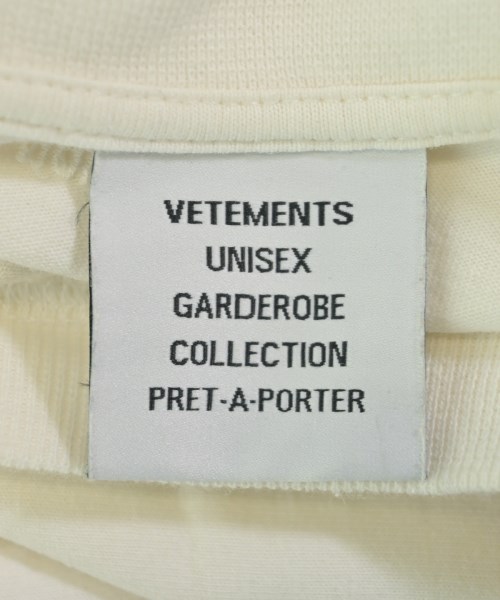 VETEMENTS
UNISEX
GARDEROBE
COLLECTION
PRET-A-PORTER